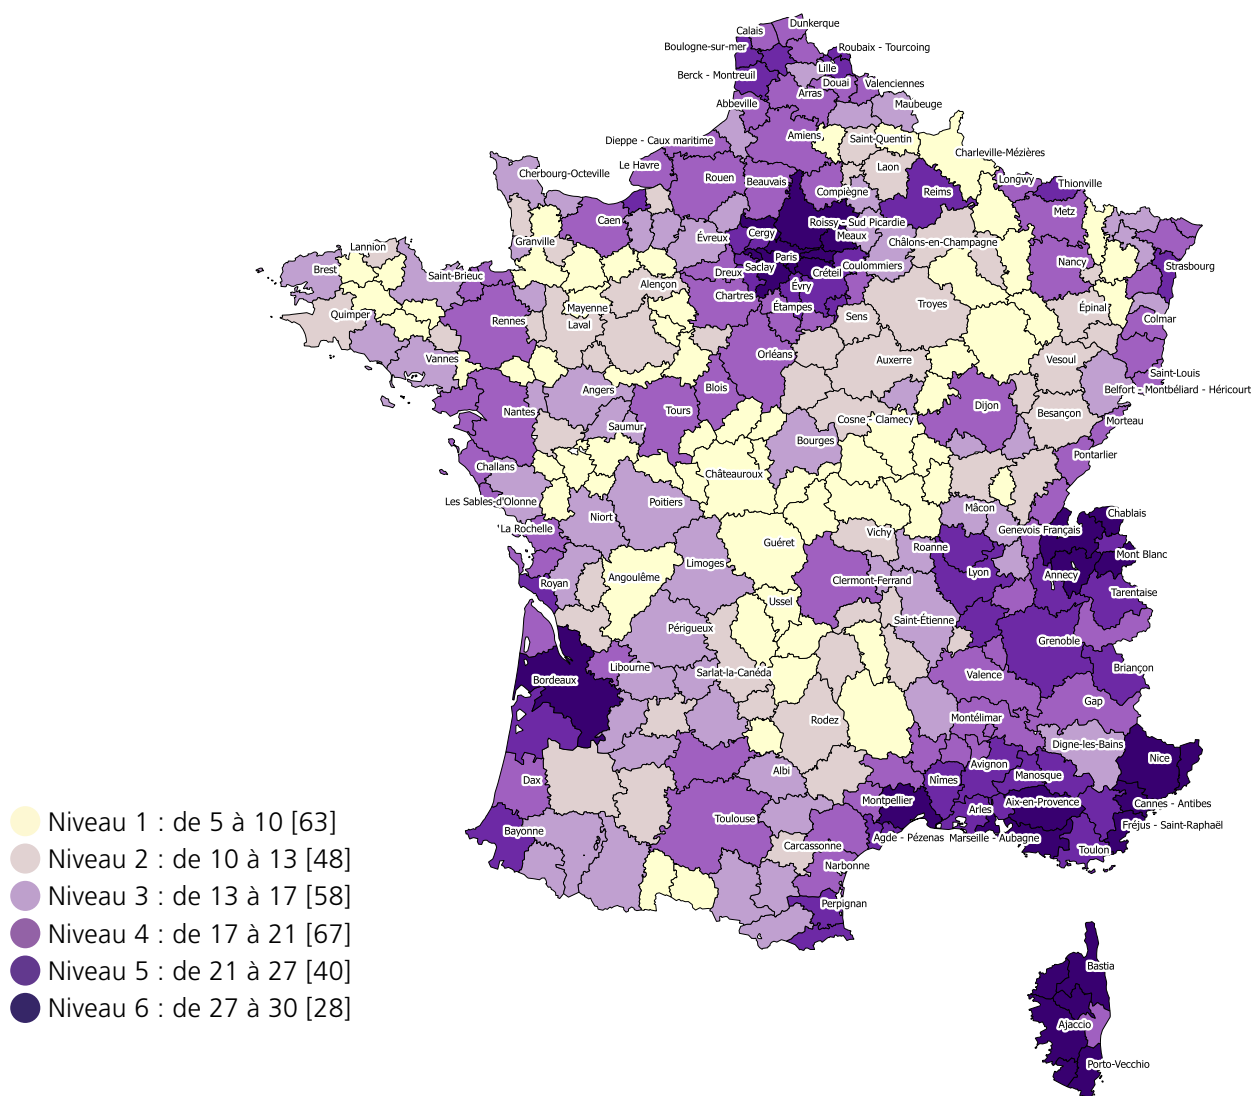 Dunkerque
Calais
Boulogne-sur-mer
Roubaix - Tourcoing
Lille
Berck - Montreuil
Douai
Valenciennes
Arras
Abbeville
Maubeuge
Amiens
Saint-Quentin
Dieppe - Caux maritime
Charleville-Mézières
Le Havre
Laon
Cherbourg-Octeville
Rouen
Beauvais
Longwy
Thionville
Compiègne
Reims
Metz
Caen
Roissy - Sud Picardie
Cergy
Meaux
Évreux
Granville
Châlons-en-Champagne
Lannion
Paris
Nancy
Strasbourg
Brest
Saint-Brieuc
Dreux
Saclay
Créteil
Coulommiers
Alençon
Évry
Chartres
Mayenne
Étampes
Troyes
Épinal
Quimper
Rennes
Laval
Sens
Colmar
Orléans
Vannes
Auxerre
Vesoul
Saint-Louis
Angers
Blois
Belfort - Montbéliard - Héricourt
Nantes
Tours
Dijon
Besançon
Saumur
Cosne - Clamecy
Morteau
Bourges
Pontarlier
Challans
Châteauroux
Les Sables-d'Olonne
Poitiers
Mâcon
Niort
Chablais
La Rochelle
Genevois Français
Vichy
Guéret
Roanne
Mont Blanc
Limoges
Lyon
Annecy
Angoulême
Royan
Clermont-Ferrand
Tarentaise
Ussel
Saint-Étienne
Périgueux
Grenoble
Libourne
Sarlat-la-Canéda
Briançon
Bordeaux
Valence
Gap
Rodez
Montélimar
Digne-les-Bains
Nice
Albi
Avignon
Dax
Nîmes
Manosque
Montpellier
Aix-en-Provence
Cannes - Antibes
Arles
Toulouse
Fréjus - Saint-Raphaël
Bayonne
Agde - Pézenas
Marseille - Aubagne
Carcassonne
Toulon
Narbonne
Perpignan
Bastia
Ajaccio
Porto-Vecchio
Niveau 1 : de 5 à 10 [63]
Niveau 2 : de 10 à 13 [48]
Niveau 3 : de 13 à 17 [58]
Niveau 4 : de 17 à 21 [67]
Niveau 5 : de 21 à 27 [40]
Niveau 6 : de 27 à 30 [28]